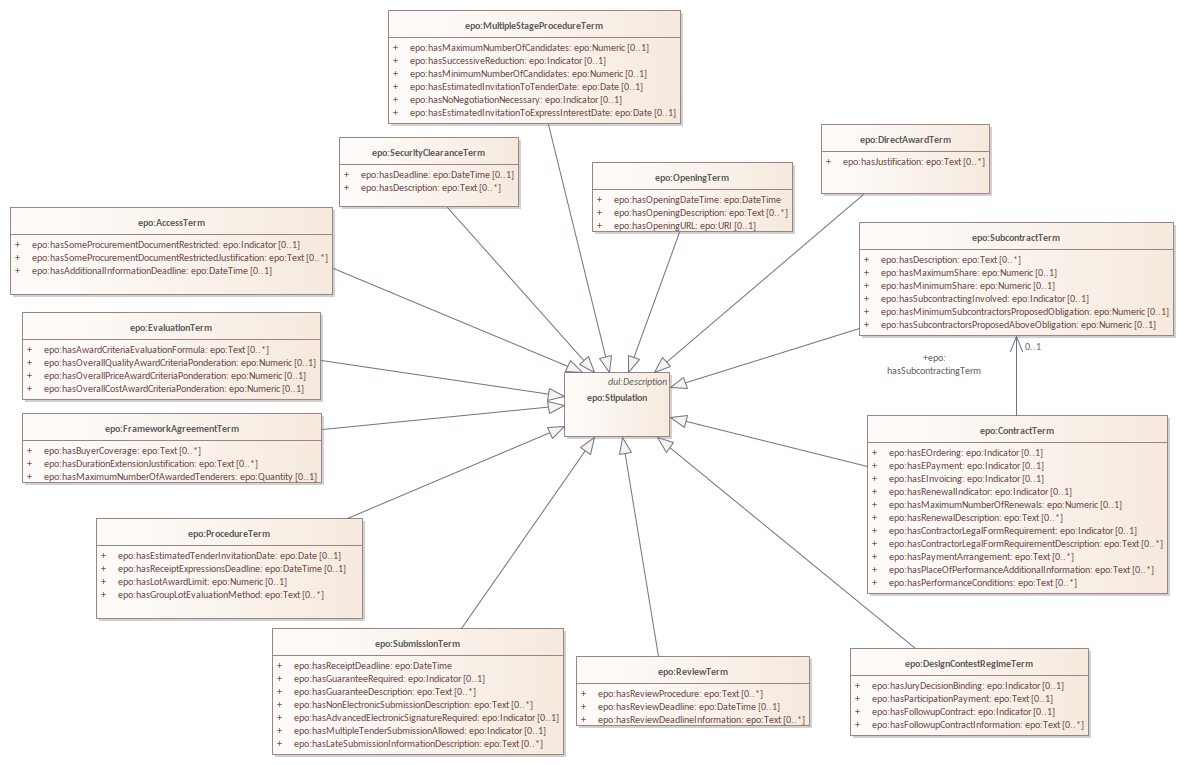 epo:MultipleStageProcedureTerm
+ epo:hasMaximumNumberOfCandidates: epo:Numeric [0..1]
+ epo:hasSuccessiveReduction: epo:Indicator [0..1]
+ epo:hasMinimumNumberOfCandidates: epo:Numeric [0..1]
+ epo:hasEstimatedInvitationToTenderDate: epo:Date [0..1]
+ epo:hasNoNegotiationNecessary: epo:Indicator [0..1]
+ epo:hasEstimatedInvitationToExpressInterestDate: epo:Date [0..1]
epo:DirectAwardTerm
+ epo:hasJustification: epo:Text [0..*]
epo:SecurityClearanceTerm
+ epo:hasDeadline: epo:DateTime [0..1]
+ epo:hasDescription: epo:Text [0..*]
epo:OpeningTerm
+ epo:hasOpeningDateTime: epo:DateTime
+ epo:hasOpeningDescription: epo:Text [0..*]
+ epo:hasOpeningURL: epo:URI [0..1]
epo:AccessTerm
+ epo:hasSomeProcurementDocumentRestricted: epo:Indicator [0..1]
+ epo:hasSomeProcurementDocumentRestrictedJustification: epo:Text [0..*]
+ epo:hasAdditionalInformationDeadline: epo:DateTime [0..1]
epo:SubcontractTerm
+ epo:hasDescription: epo:Text [0..*]
+ epo:hasMaximumShare: epo:Numeric [0..1]
+ epo:hasMinimumShare: epo:Numeric [0..1]
+ epo:hasSubcontractingInvolved: epo:Indicator [0..1]
+ epo:hasMinimumSubcontractorsProposedObligation: epo:Numeric [0..1]
+ epo:hasSubcontractorsProposedAboveObligation: epo:Numeric [0..1]
epo:EvaluationTerm
+ epo:hasAwardCriteriaEvaluationFormula: epo:Text [0..*]
+ epo:hasOverallQualityAwardCriteriaPonderation: epo:Numeric [0..1]
+ epo:hasOverallPriceAwardCriteriaPonderation: epo:Numeric [0..1]
+ epo:hasOverallCostAwardCriteriaPonderation: epo:Numeric [0..1]
0..1
+epo:
hasSubcontractingTerm
dul:Description
epo:Stipulation
epo:FrameworkAgreementTerm
+ epo:hasBuyerCoverage: epo:Text [0..*]
+ epo:hasDurationExtensionJustification: epo:Text [0..*]
+ epo:hasMaximumNumberOfAwardedTenderers: epo:Quantity [0..1]
epo:ContractTerm
+ epo:hasEOrdering: epo:Indicator [0..1]
+ epo:hasEPayment: epo:Indicator [0..1]
+ epo:hasEInvoicing: epo:Indicator [0..1]
+ epo:hasRenewalIndicator: epo:Indicator [0..1]
+ epo:hasMaximumNumberOfRenewals: epo:Numeric [0..1]
+ epo:hasRenewalDescription: epo:Text [0..*]
+ epo:hasContractorLegalFormRequirement: epo:Indicator [0..1]
+ epo:hasContractorLegalFormRequirementDescription: epo:Text [0..*]
+ epo:hasPaymentArrangement: epo:Text [0..*]
+ epo:hasPlaceOfPerformanceAdditionalInformation: epo:Text [0..*]
+ epo:hasPerformanceConditions: epo:Text [0..*]
epo:ProcedureTerm
+ epo:hasEstimatedTenderInvitationDate: epo:Date [0..1]
+ epo:hasReceiptExpressionsDeadline: epo:DateTime [0..1]
+ epo:hasLotAwardLimit: epo:Numeric [0..1]
+ epo:hasGroupLotEvaluationMethod: epo:Text [0..*]
epo:SubmissionTerm
+ epo:hasReceiptDeadline: epo:DateTime
+ epo:hasGuaranteeRequired: epo:Indicator [0..1]
+ epo:hasGuaranteeDescription: epo:Text [0..*]
+ epo:hasNonElectronicSubmissionDescription: epo:Text [0..*]
+ epo:hasAdvancedElectronicSignatureRequired: epo:Indicator [0..1]
+ epo:hasMultipleTenderSubmissionAllowed: epo:Indicator [0..1]
+ epo:hasLateSubmissionInformationDescription: epo:Text [0..*]
epo:ReviewTerm
+ epo:hasReviewProcedure: epo:Text [0..*]
+ epo:hasReviewDeadline: epo:DateTime [0..1]
+ epo:hasReviewDeadlineInformation: epo:Text [0..*]
epo:DesignContestRegimeTerm
+ epo:hasJuryDecisionBinding: epo:Indicator [0..1]
+ epo:hasParticipationPayment: epo:Text [0..1]
+ epo:hasFollowupContract: epo:Indicator [0..1]
+ epo:hasFollowupContractInformation: epo:Text [0..*]